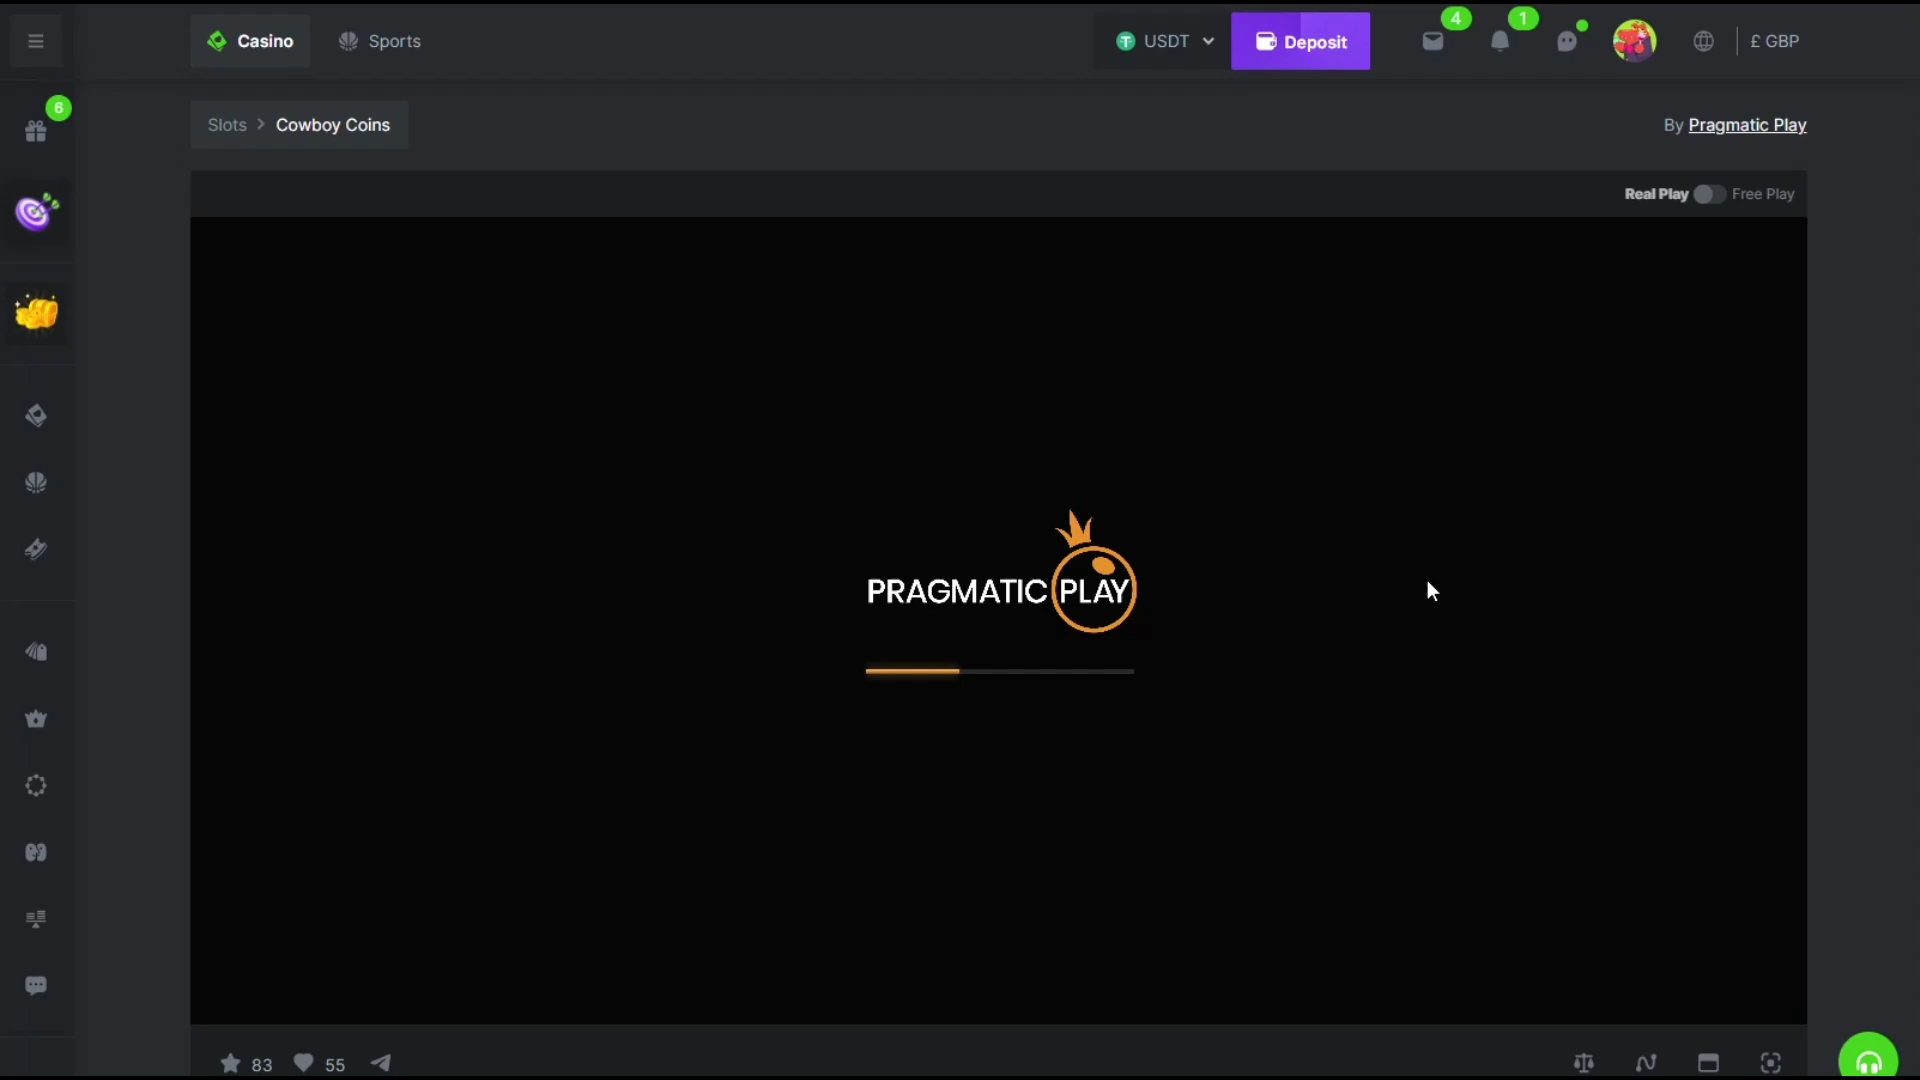 Casino
Sports
USDT
Deposit
4
1
£ GBP
6
Slots > Cowboy Coins
By Pragmatic Play
Real Play
Free Play
PRAGMATIC PLAY
83
55